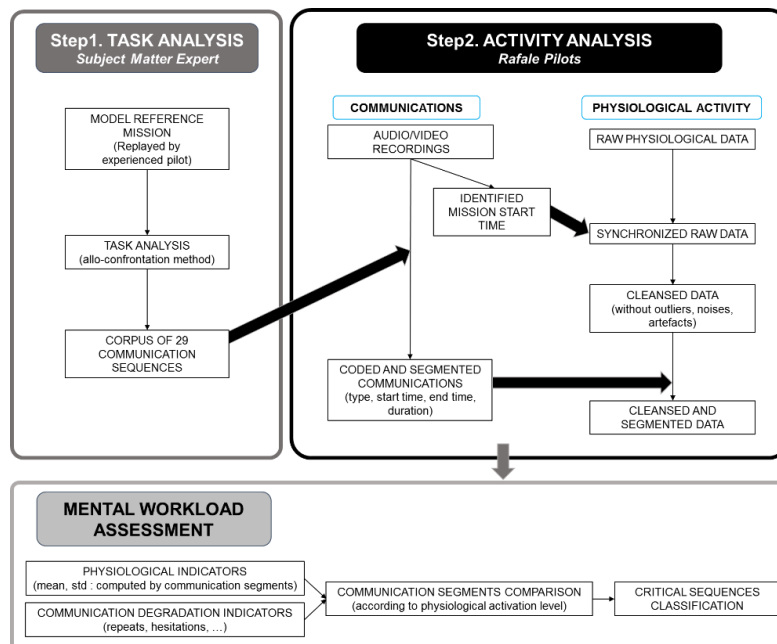 Step1. TASK ANALYSIS
Subject Matter Expert
MODEL REFERENCE
MISSION
(Replayed by
experienced pilot)
TASK ANALYSIS
(allo-confrontation method)
CORPUS OF 29
COMMUNICATION
SEQUENCES
Step2. ACTIVITY ANALYSIS
Rafale Pilots
COMMUNICATIONS
AUDIO/VIDEO
RECORDINGS
IDENTIFIED
MISSION START
TIME
CODED AND SEGMENTED
COMMUNICATIONS
(type, start time, end time,
duration)
PHYSIOLOGICAL ACTIVITY
RAW PHYSIOLOGICAL DATA
SYNCHRONIZED RAW DATA
CLEANSED DATA
(without outliers, noises,
artefacts)
CLEANSED AND
SEGMENTED DATA
MENTAL WORKLOAD
ASSESSMENT
PHYSIOLOGICAL INDICATORS
(mean, std : computed by communication segments)
COMMUNICATION DEGRADATION INDICATORS
(repeats, hesitations, ...)
COMMUNICATION SEGMENTS COMPARISON
(according to physiological activation level)
CRITICAL SEQUENCES
CLASSIFICATION